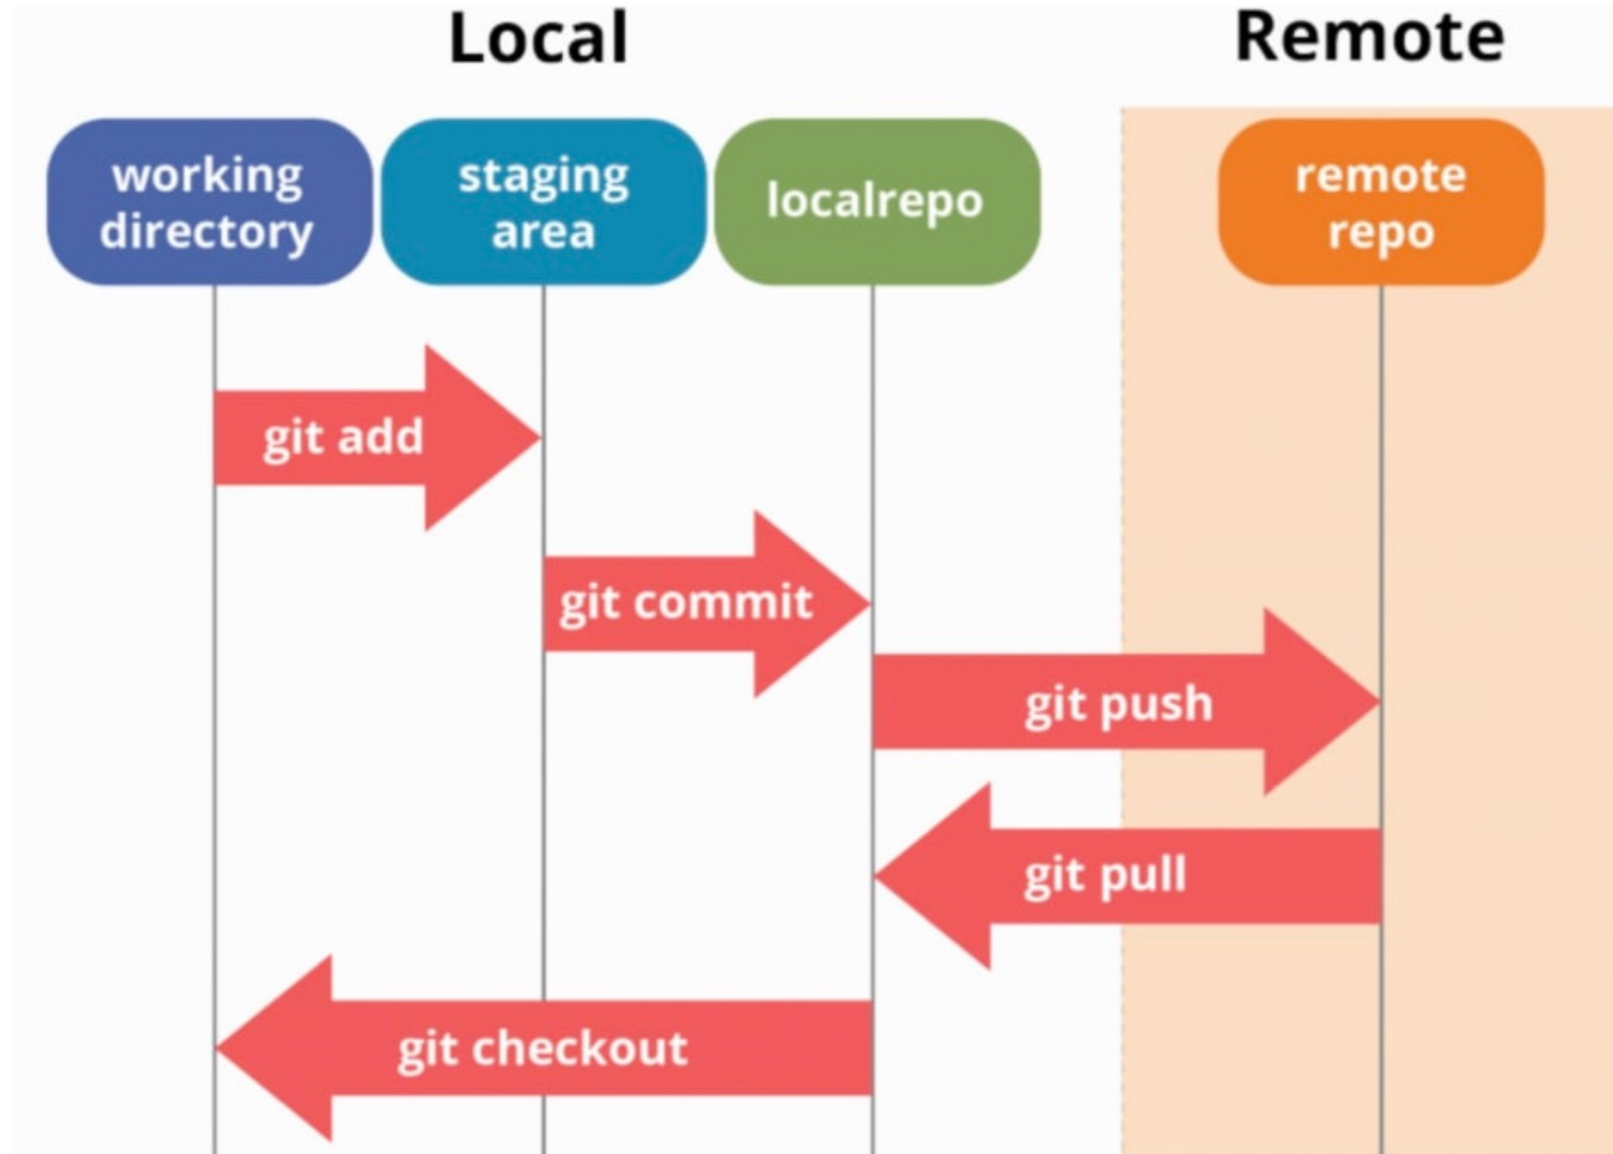 Local
Remote
working
directory
staging
area
localrepo
remote
repo
git add
git commit
git push
git pull
git checkout